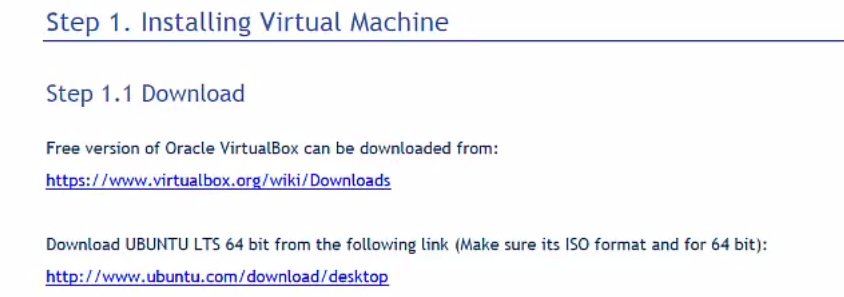 Step 1. Installing Virtual Machine
Step 1.1 Download
Free version of Oracle VirtualBox can be downloaded from:
https://www.virtualbox.org/wiki/Downloads
Download UBUNTU LTS 64 bit from the following link (Make sure its ISO format and for 64 bit):
http://www.ubuntu.com/download/desktop